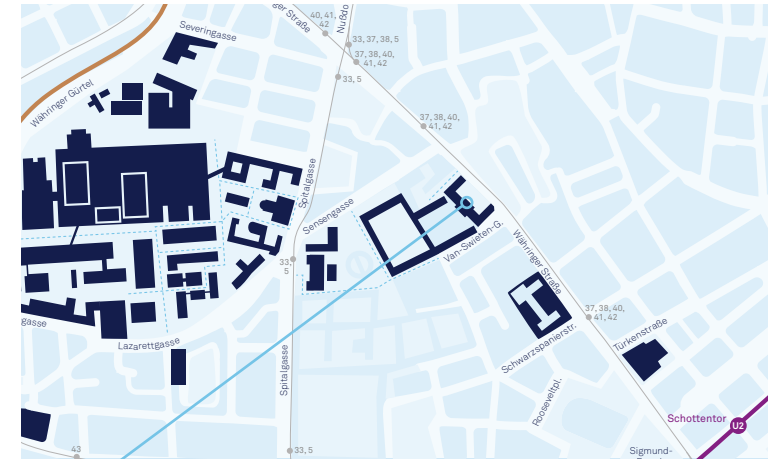 ger Straße
40, 41,
42
Nußdo
Severingasse
33, 37, 38, 5
37, 38, 40,
41, 42
33, 5
Währinger Gürtel
37, 38, 40,
41, 42
Spitalgasse
Sensengasse
Van-Swieten-G.
Währinger Straße
33,
5
37, 38, 40,
41, 42
gasse
Lazarettgasse
Türkenstraße
Schwarzspanierstr.
Spitalgasse
Rooseveltpl.
Schottentor
U2
43
33, 5
Sigmund-